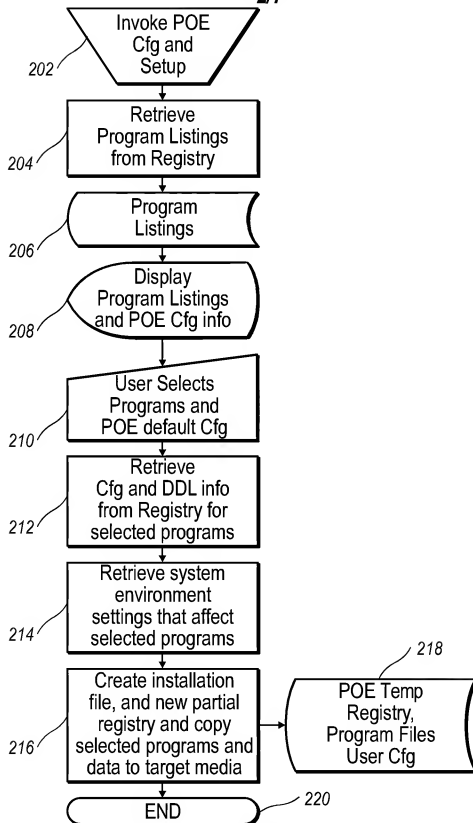 Invoke POE
Cfg and
Setup
202
Retrieve
Program Listings
from Registry
204
Program
Listings
206
Display
Program Listings
and POE Cfg info
208
User Selects
Programs and
POE default Cfg
210
Retrieve
Cfg and DDL info
from Registry for
selected programs
212
Retrieve system
environment
settings that affect
selected programs
214
Create installation
file, and new partial
registry and copy
selected programs and
data to target media
216
218
POE Temp
Registry,
Program Files
User Cfg
END
220